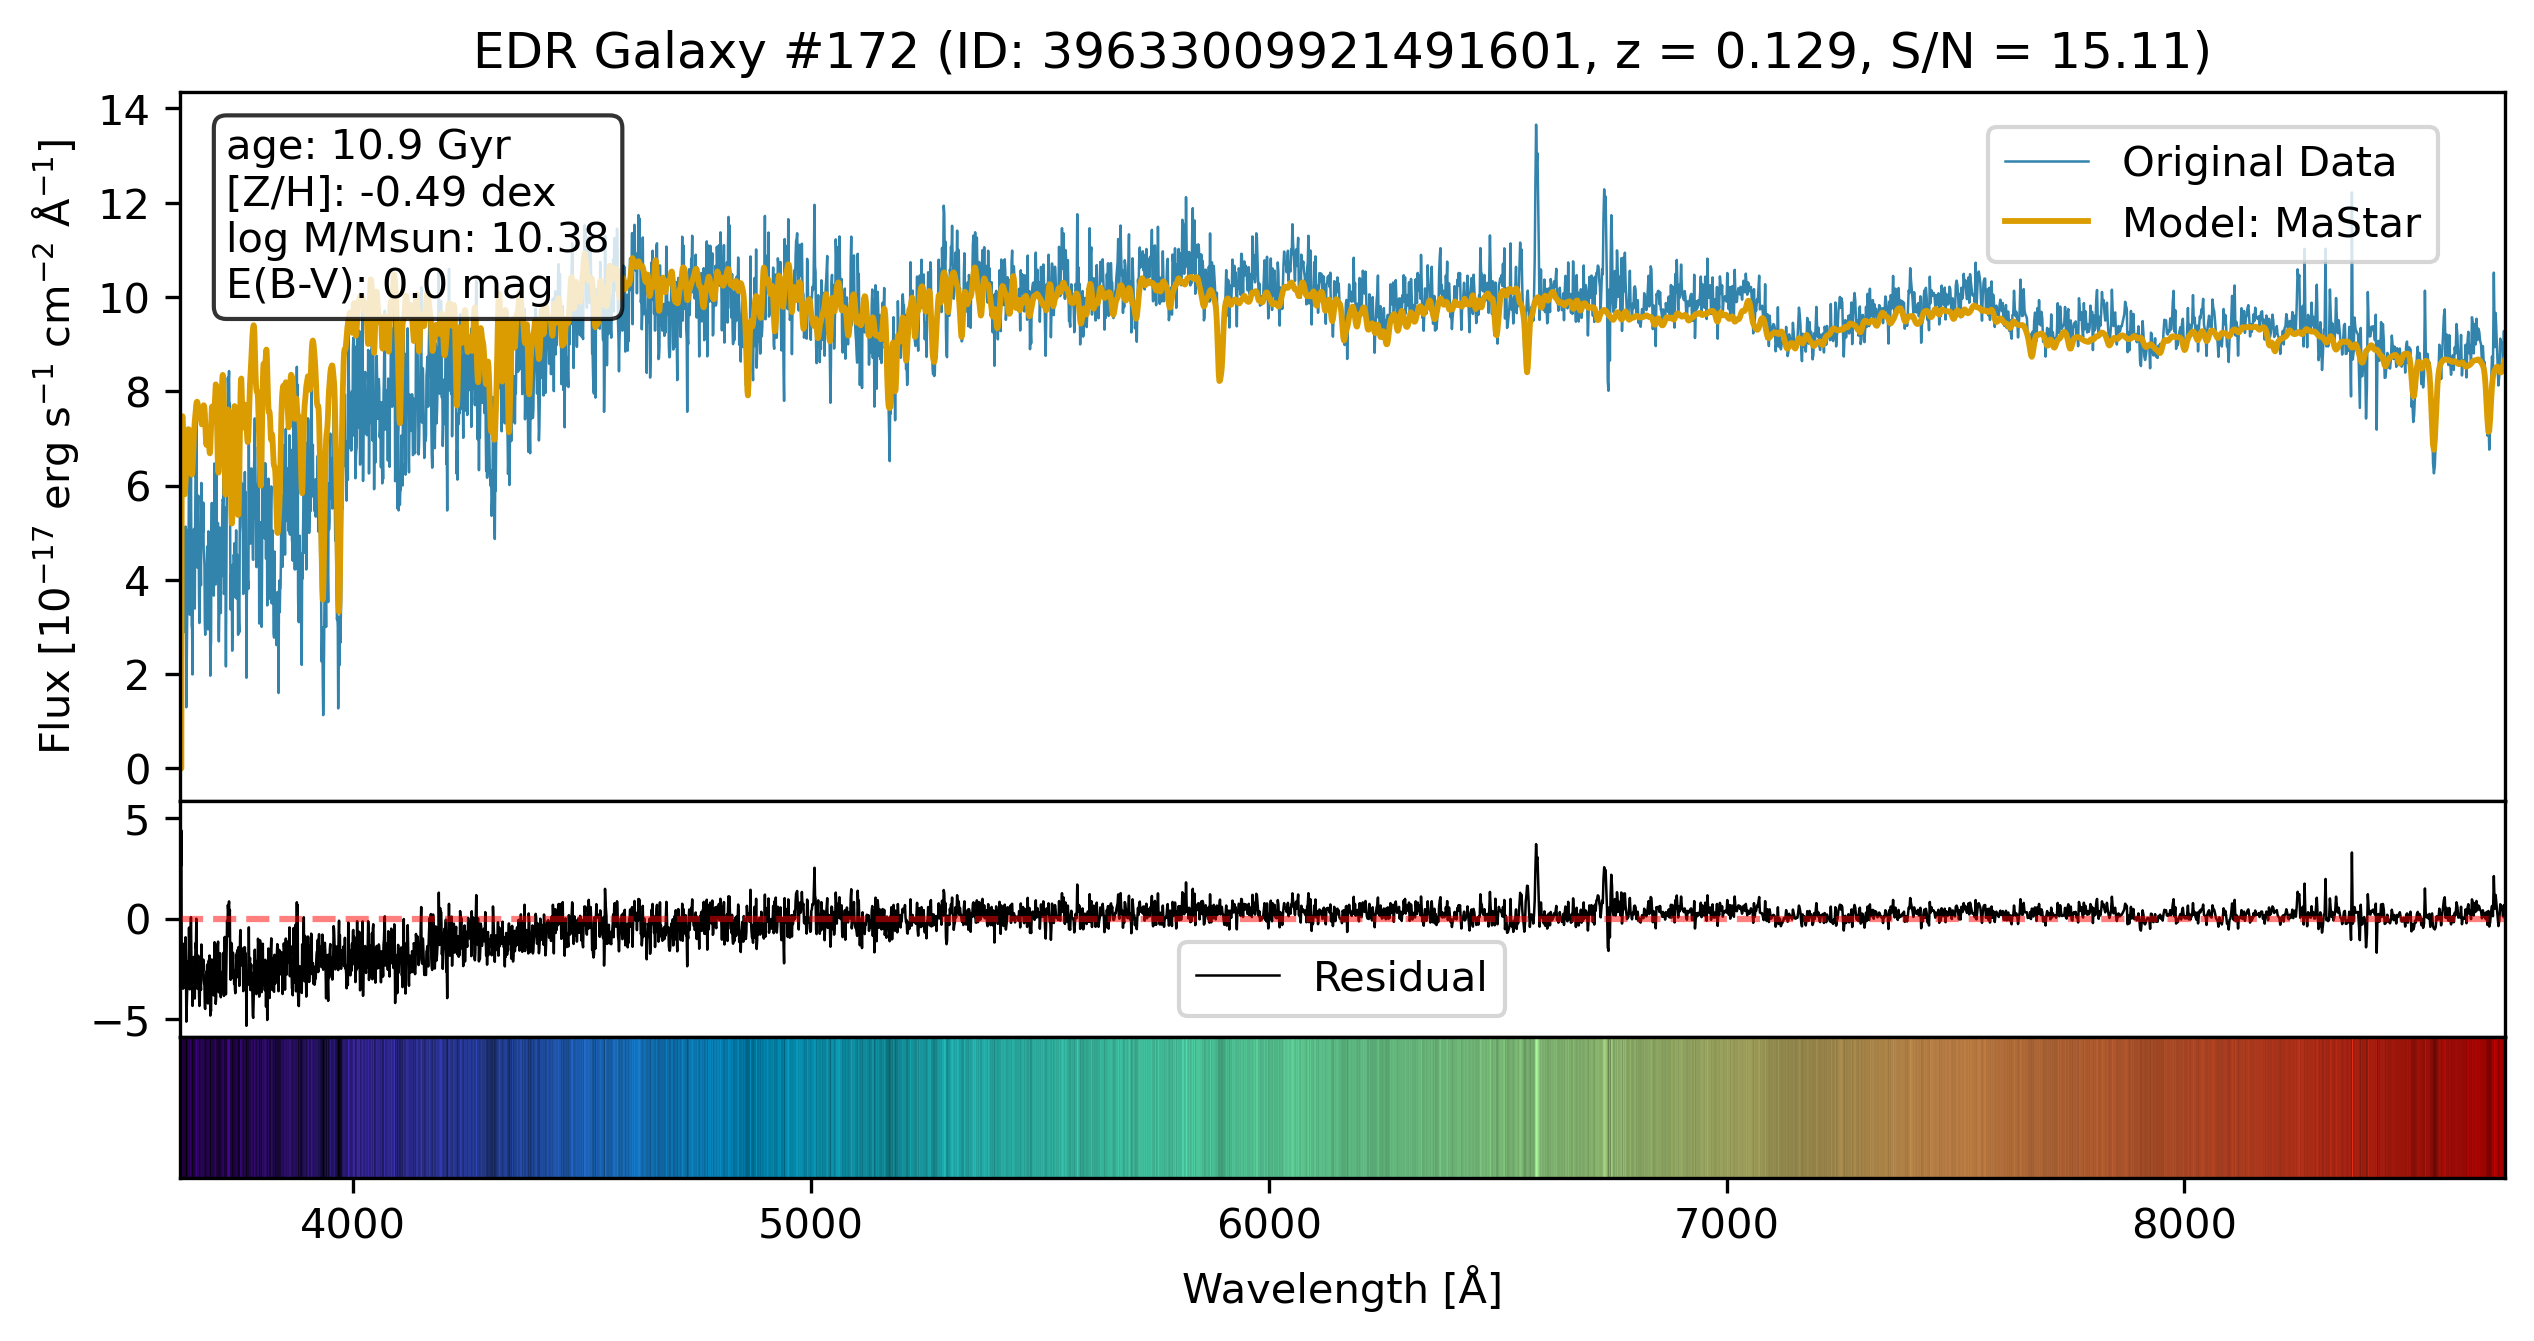 EDR Galaxy #172 (ID: 39633009921491601, z = 0.129, S/N = 15.11)
14
12
10
8
6
4
2
0
Flux [10⁻¹⁷ erg s⁻¹ cm⁻² Å⁻¹]
age: 10.9 Gyr
[Z/H]: -0.49 dex
log M/Msun: 10.38
E(B-V): 0.0 mag
Original Data
Model: MaStar
5
0
−5
Residual
4000 5000 6000 7000 8000
Wavelength [Å]